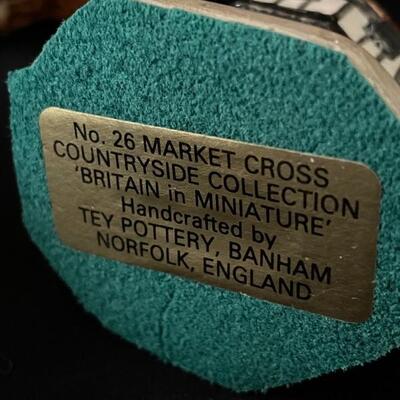 No. 26 MARKET CROSS
COUNTRYSIDE COLLECTION
'BRITAIN in MINIATURE'
Handcrafted by
TEY POTTERY, BANHAM
NORFOLK, ENGLAND